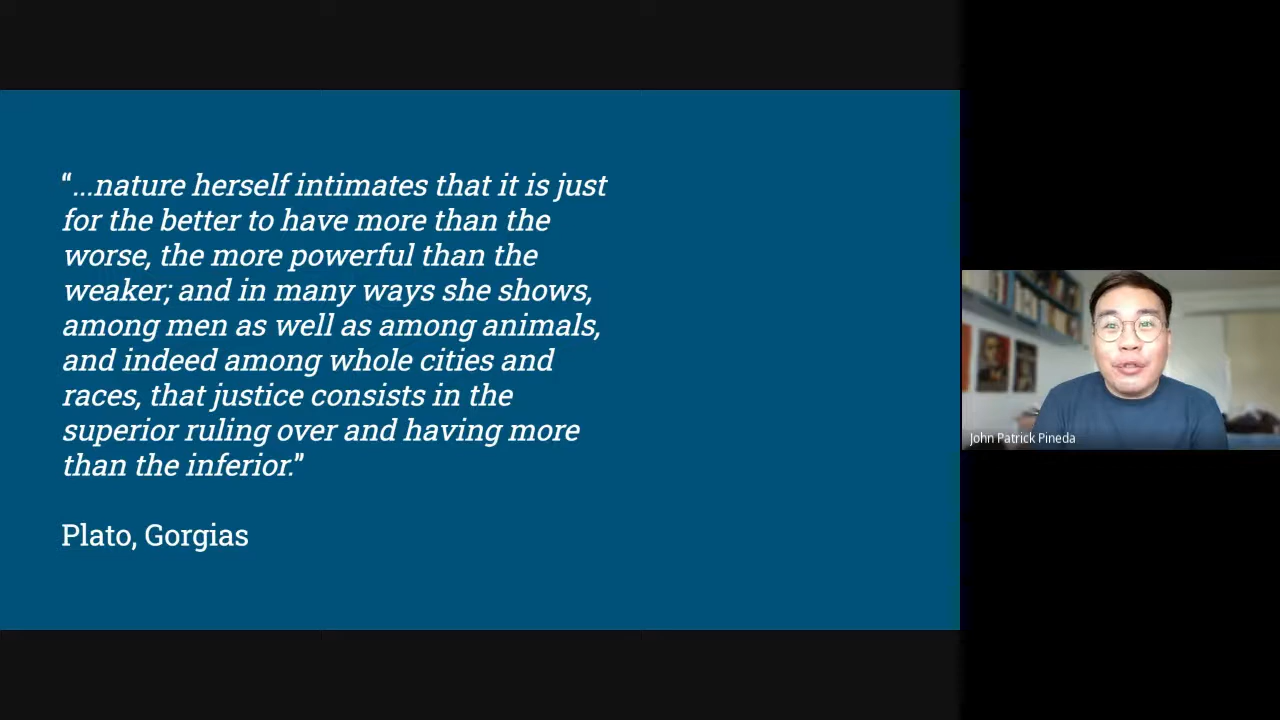 “...nature herself intimates that it is just
for the better to have more than the
worse, the more powerful than the
weaker; and in many ways she shows,
among men as well as among animals,
and indeed among whole cities and
races, that justice consists in the
superior ruling over and having more
than the inferior.”
Plato, Gorgias
John Patrick Pineda